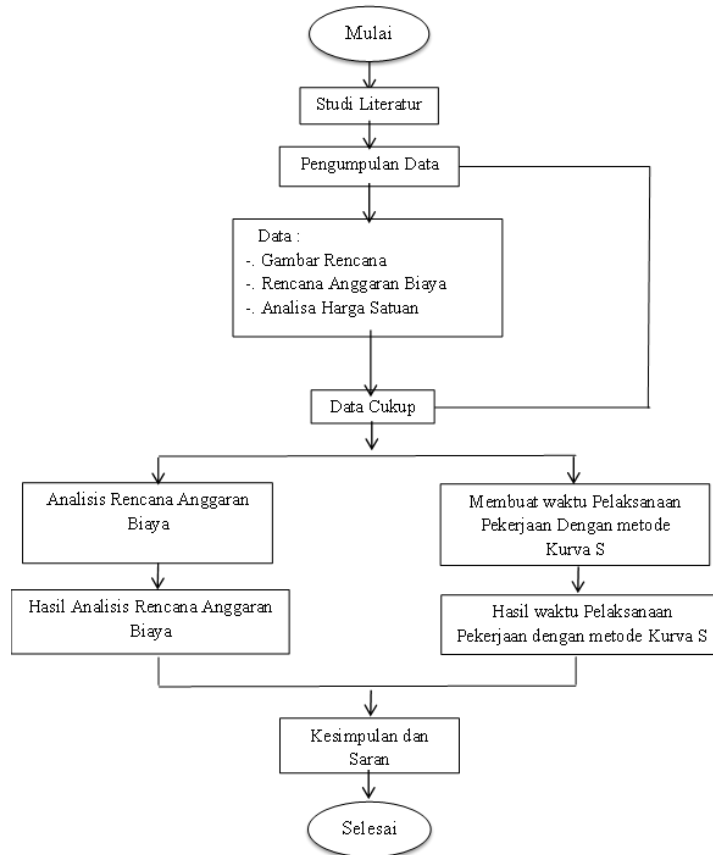 Mulai
Studi Literatur
Pengumpulan Data
Data :
-. Gambar Rencana
-. Rencana Anggaran Biaya
-. Analisa Harga Satuan
Data Cukup
Analisis Rencana Anggaran
Biaya
Membuat waktu Pelaksanaan
Pekerjaan Dengan metode
Kurva S
Hasil Analisis Rencana Anggaran
Biaya
Hasil waktu Pelaksanaan
Pekerjaan dengan metode Kurva S
Kesimpulan dan
Saran
Selesai